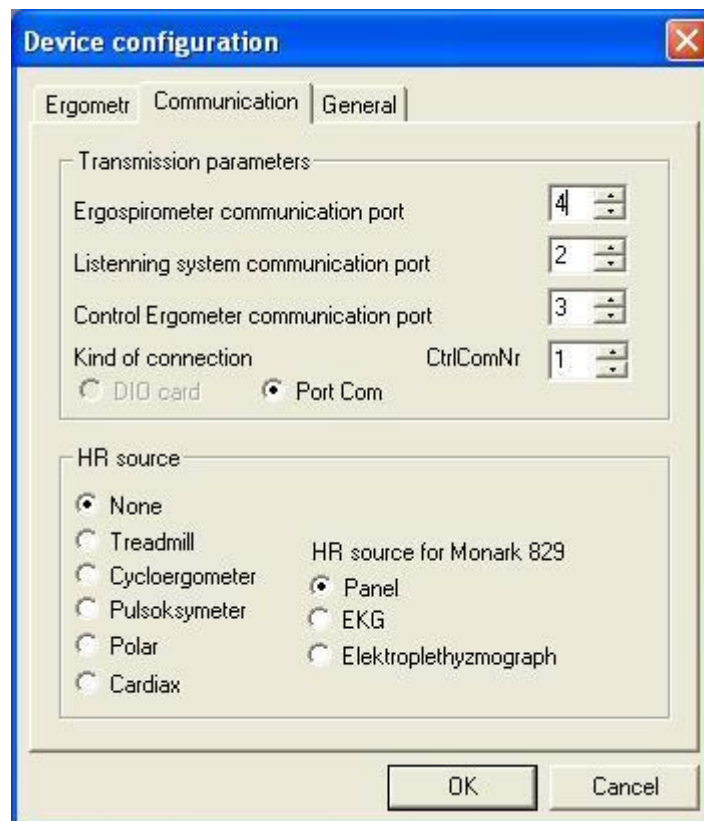 Device configuration
Ergometr Communication General
Transmission parameters
Ergospirometer communication port 4
Listenning system communication port 2
Control Ergometer communication port 3
Kind of connection CtrlComNr 1
DIO card Port Com
HR source
None
Treadmill
Cycloergometer
Pulsoksymeter
Polar
Cardiax
HR source for Monark 829
Panel
EKG
Elektroplethyzmograph
OK Cancel